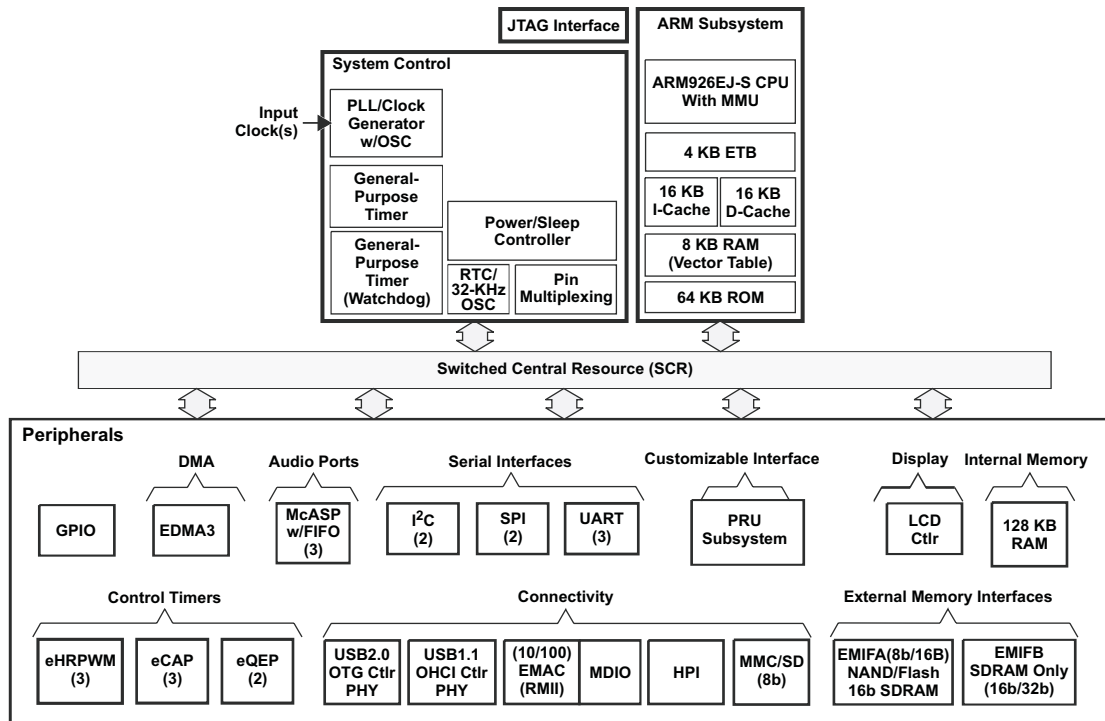 JTAG Interface
ARM Subsystem
System Control
ARM926EJ-S CPU
With MMU
Input
Clock(s)
PLL/Clock
Generator
w/OSC
4 KB ETB
General-
Purpose
Timer
16 KB
I-Cache
16 KB
D-Cache
Power/Sleep
Controller
General-
Purpose
Timer
(Watchdog)
8 KB RAM
(Vector Table)
RTC/
32-KHz
OSC
Pin
Multiplexing
64 KB ROM
Switched Central Resource (SCR)
Peripherals
DMA
Audio Ports
Serial Interfaces
Customizable Interface
Display
Internal Memory
GPIO
EDMA3
McASP
w/FIFO
(3)
I²C
(2)
SPI
(2)
UART
(3)
PRU
Subsystem
LCD
Ctlr
128 KB
RAM
Control Timers
Connectivity
External Memory Interfaces
eHRPWM
(3)
eCAP
(3)
eQEP
(2)
USB2.0
OTG Ctlr
PHY
USB1.1
OHCI Ctlr
PHY
(10/100)
EMAC
(RMII)
MDIO
HPI
MMC/SD
(8b)
EMIFA(8b/16B)
NAND/Flash
16b SDRAM
EMIFB
SDRAM Only
(16b/32b)